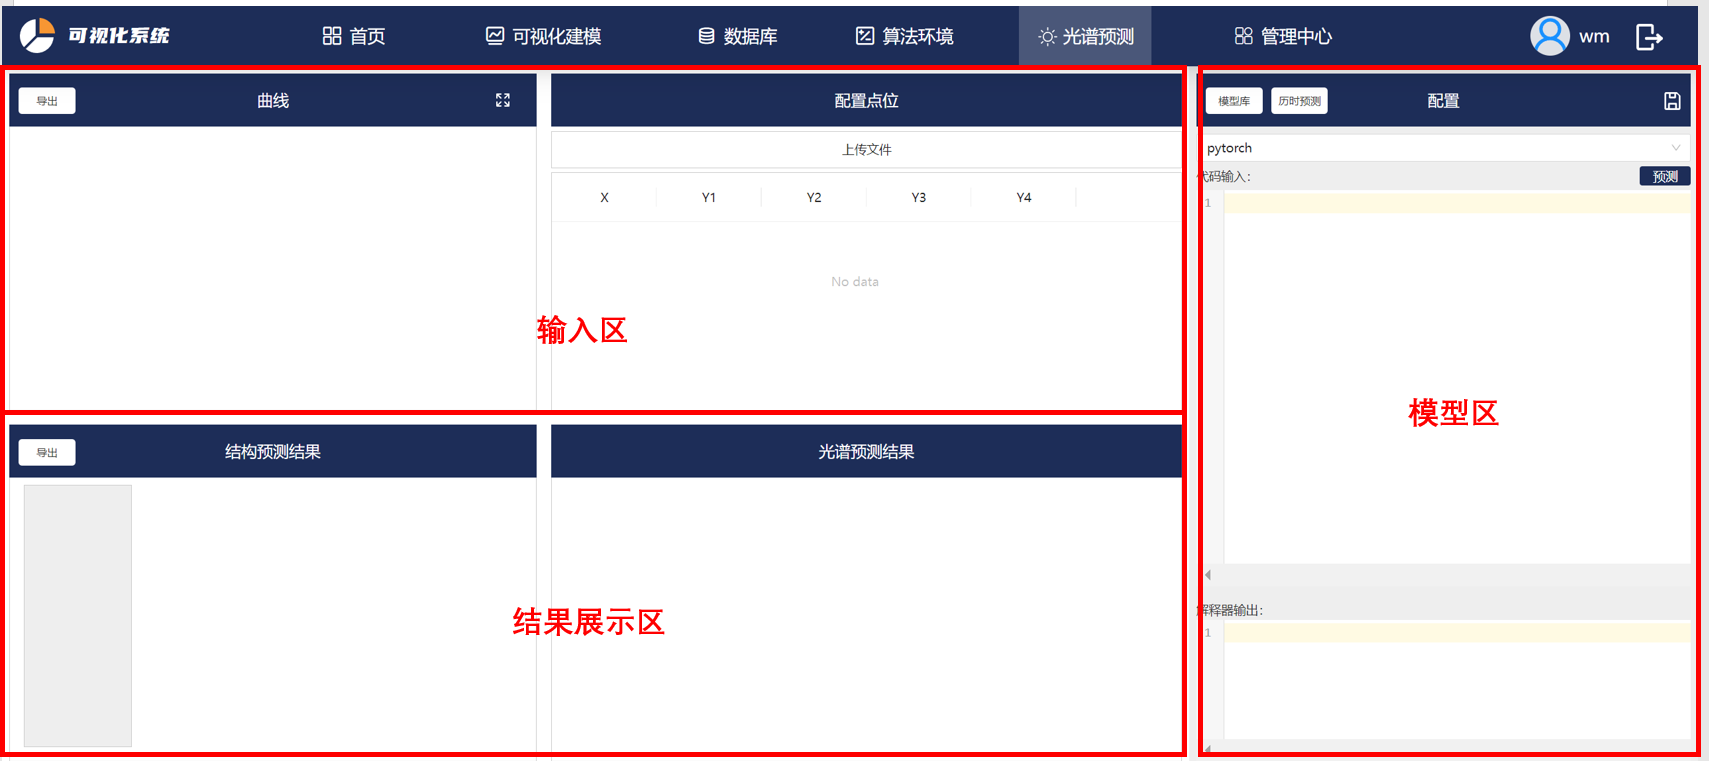 可视化系统
首页
可视化建模
数据库
算法环境
光谱预测
管理中心
wm
导出
曲线
配置点位
上传文件
X Y1 Y2 Y3 Y4
No data
输入区
导出
结构预测结果
光谱预测结果
结果展示区
模型库
历时预测
配置
pytorch
代码输入:
预测
1
模型区
解释器输出:
1